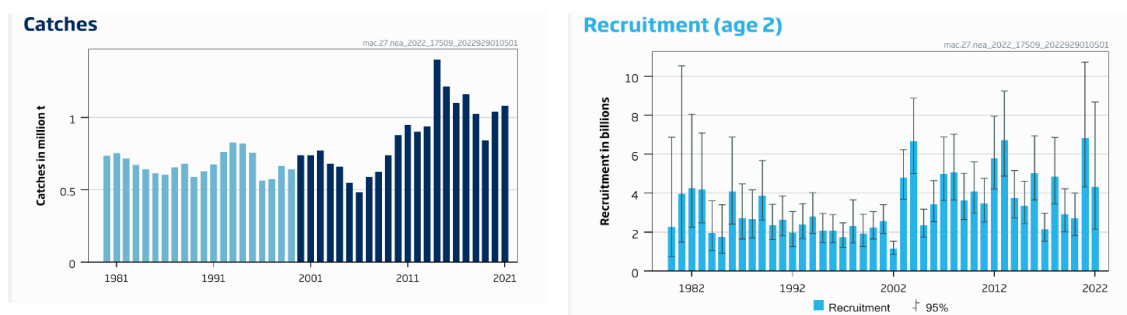 Catches
mac.27.nea_2022_17509_2022929010501
Catches in million t
1
0.5
0
1981
1991
2001
2011
2021
Recruitment (age 2)
mac.27.nea_2022_17509_2022929010501
Recruitment in billions
10
8
6
4
2
0
1982
1992
2002
2012
2022
Recruitment
95%